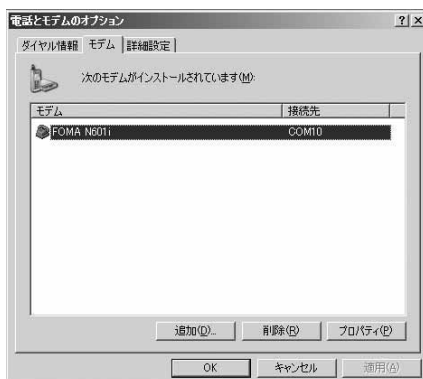 電話とモデムのオプション
ダイヤル情報 モデム 詳細設定
次のモデムがインストールされています(M):
モデム 接続先
FOMA N601i COM10
追加(D)... 削除(R) プロパティ(P)
OK キャンセル 適用(A)